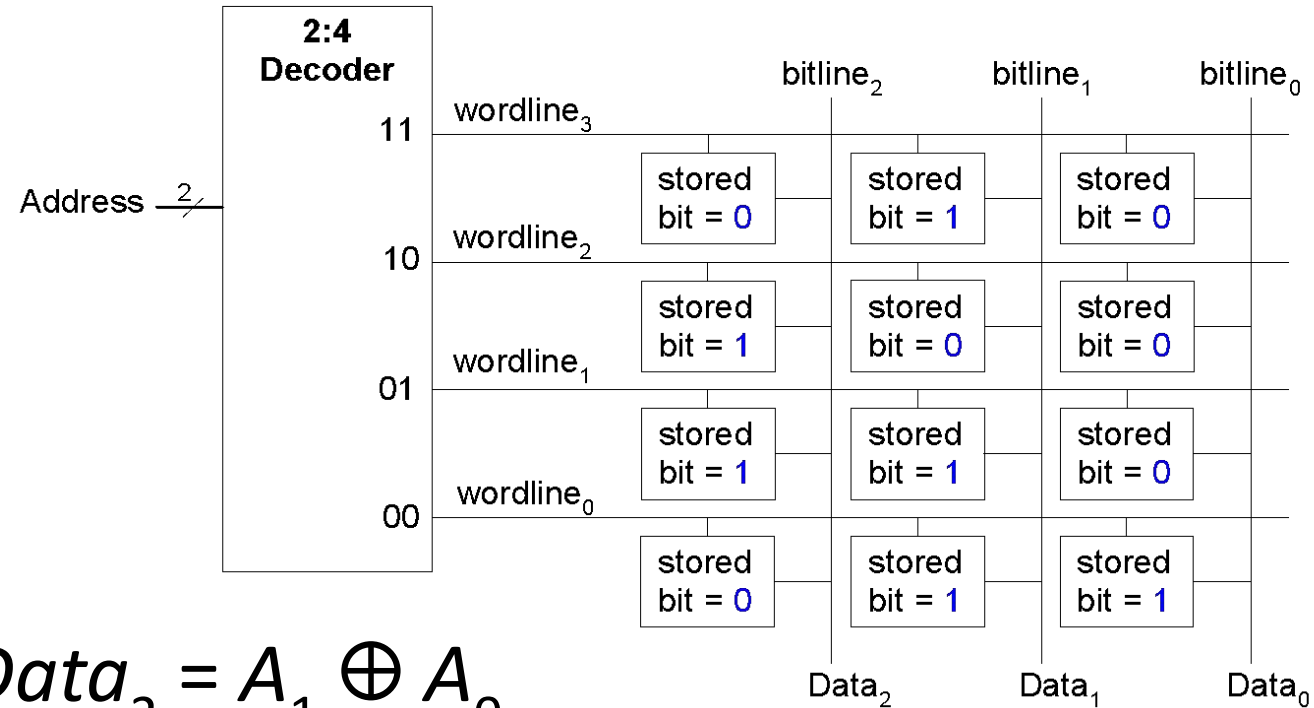 2:4
Decoder
bitline₂ bitline₁ bitline₀
wordline₃
11
stored stored stored
bit = 0 bit = 1 bit = 0
Address 2
wordline₂
10
stored stored stored
bit = 1 bit = 0 bit = 0
wordline₁
01
stored stored stored
bit = 1 bit = 1 bit = 0
wordline₀
00
stored stored stored
bit = 0 bit = 1 bit = 1
Data₂ Data₁ Data₀
Data₂ = A₁ ⊕ A₀